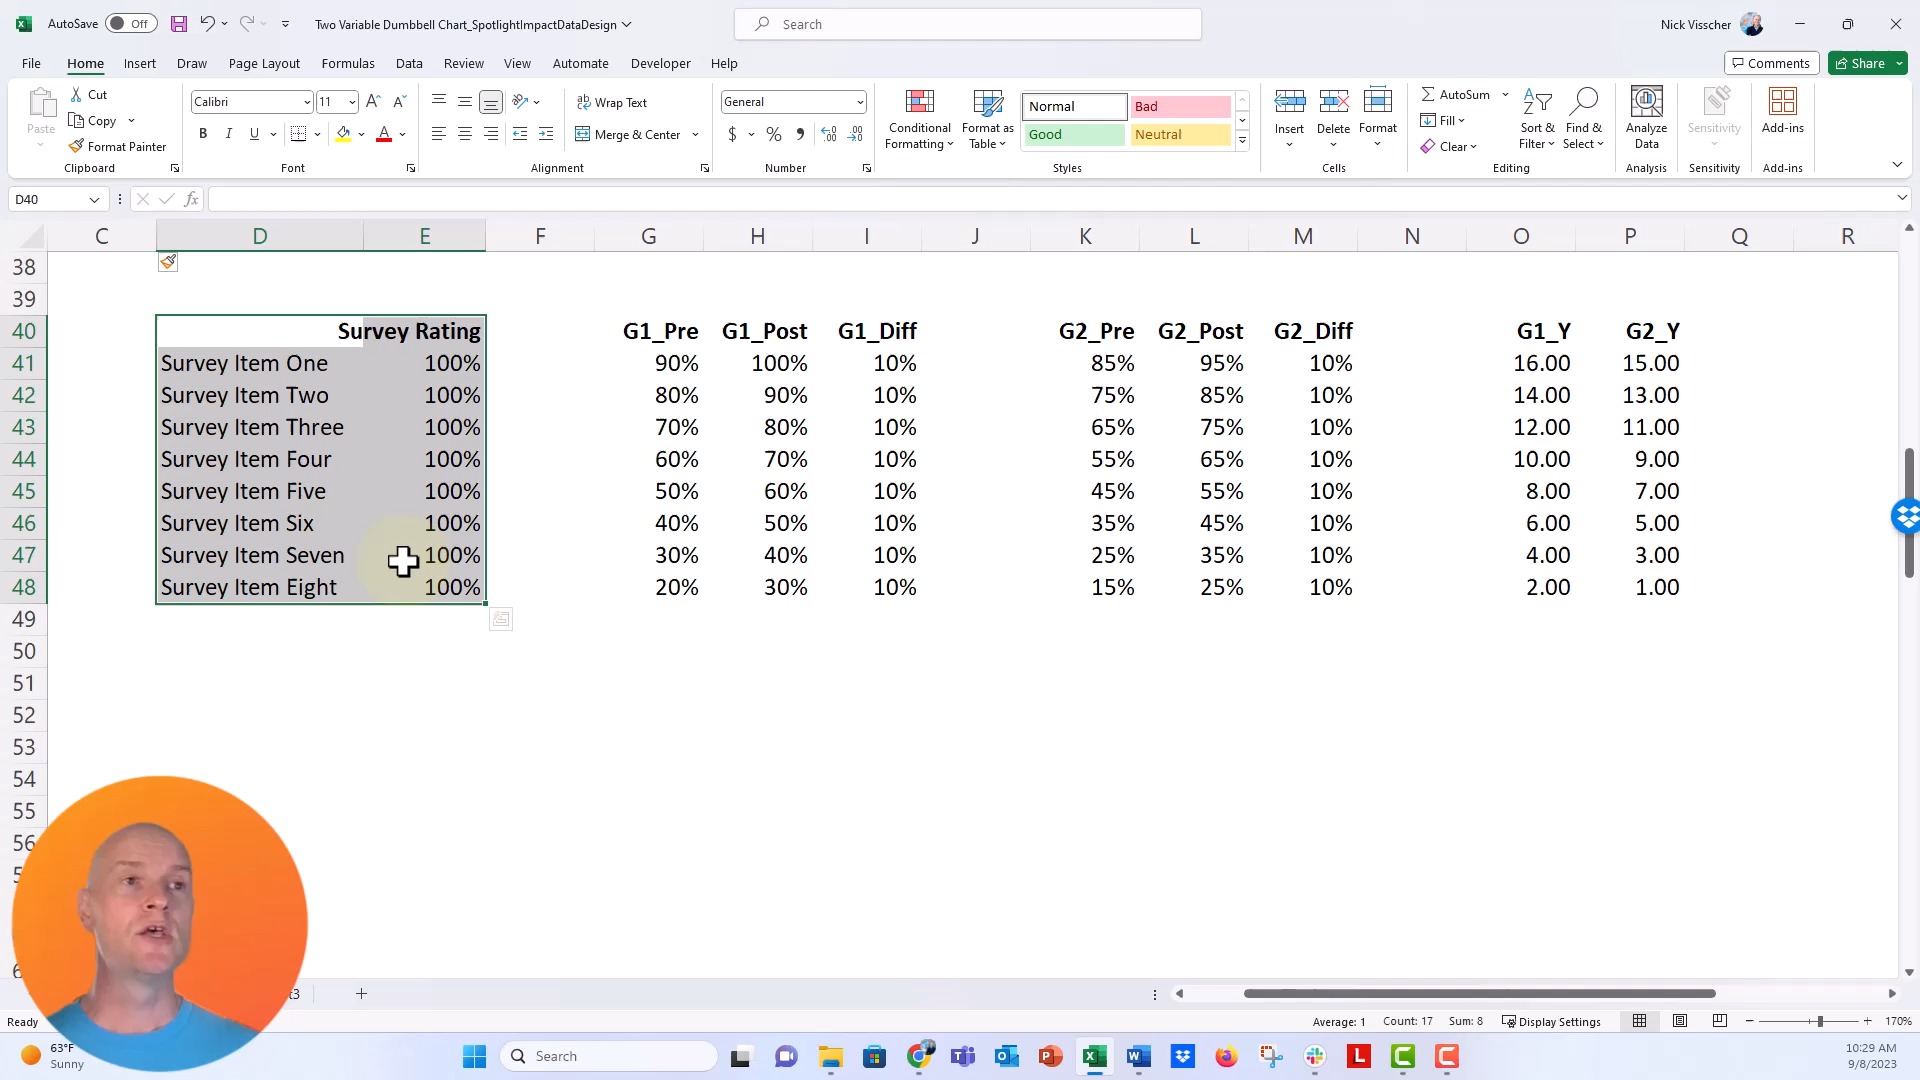 AutoSave Off Two Variable Dumbbell Chart_SpotlightImpactDataDesign Search Nick Visscher
File Home Insert Draw Page Layout Formulas Data Review View Automate Developer Help Comments Share
Paste Cut Copy Format Painter Clipboard
Calibri 11 B I U A Font
Wrap Text Merge & Center Alignment
General $ % Number
Conditional Formatting Format as Table Normal Bad Good Neutral Styles
Insert Delete Format Cells
AutoSum Fill Clear Sort & Filter Find & Select Editing
Analyze Data Analysis Sensitivity Sensitivity Add-ins Add-ins
D40 fx
C D E F G H I J K L M N O P Q R
38
39
40 Survey Rating G1_Pre G1_Post G1_Diff G2_Pre G2_Post G2_Diff G1_Y G2_Y
41 Survey Item One 100% 90% 100% 10% 85% 95% 10% 16.00 15.00
42 Survey Item Two 100% 80% 90% 10% 75% 85% 10% 14.00 13.00
43 Survey Item Three 100% 70% 80% 10% 65% 75% 10% 12.00 11.00
44 Survey Item Four 100% 60% 70% 10% 55% 65% 10% 10.00 9.00
45 Survey Item Five 100% 50% 60% 10% 45% 55% 10% 8.00 7.00
46 Survey Item Six 100% 40% 50% 10% 35% 45% 10% 6.00 5.00
47 Survey Item Seven 100% 30% 40% 10% 25% 35% 10% 4.00 3.00
48 Survey Item Eight 100% 20% 30% 10% 15% 25% 10% 2.00 1.00
49
50
51
52
53
54
55
56
Ready Average: 1 Count: 17 Sum: 8 Display Settings 170%
63°F Search 10:29 AM
Sunny 9/8/2023